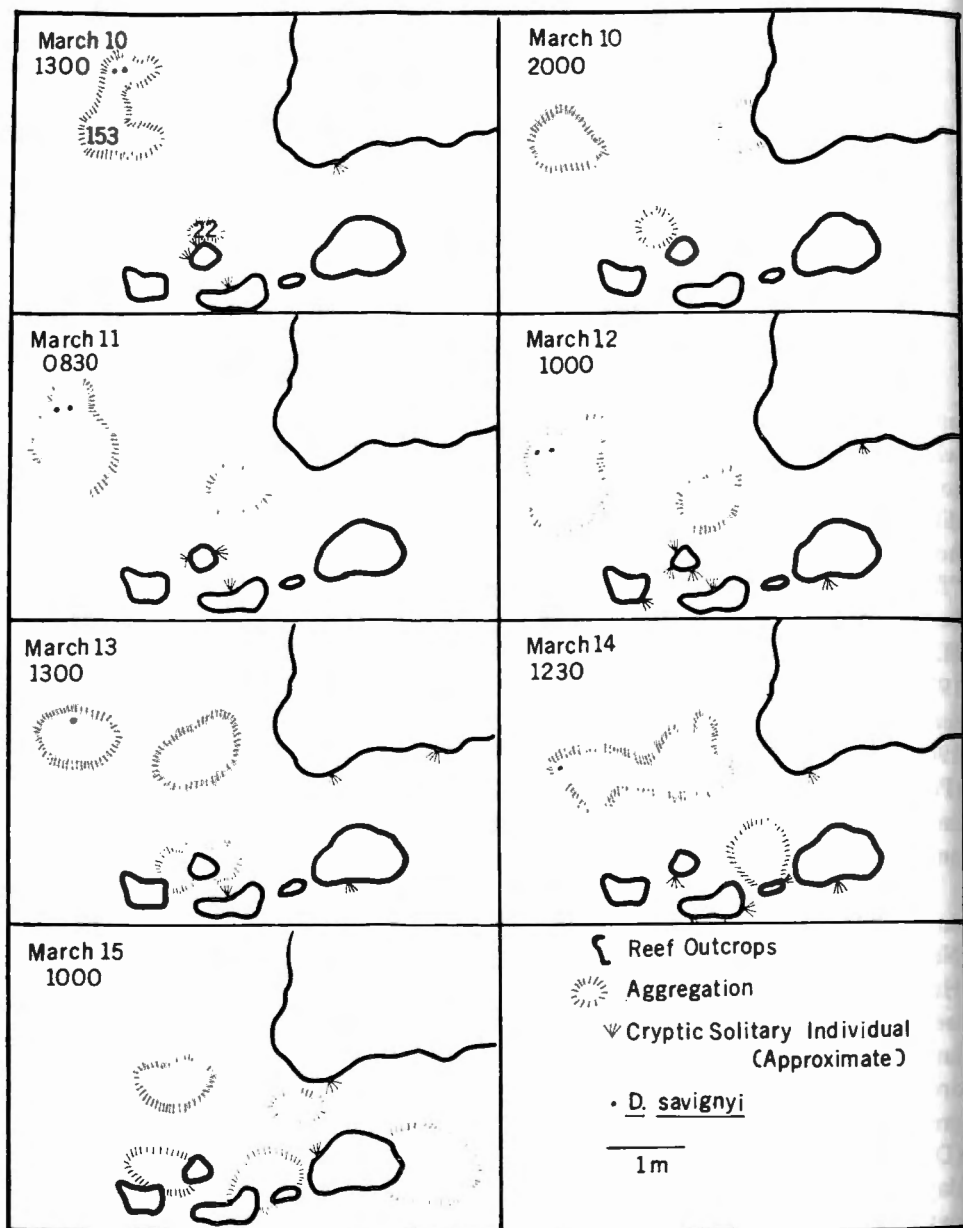 March 10
1300
153
22
March 10
2000
March 11
0830
March 12
1000
March 13
1300
March 14
1230
March 15
1000
Reef Outcrops
Aggregation
Cryptic Solitary Individual
(Approximate)
D. savignyi
1m